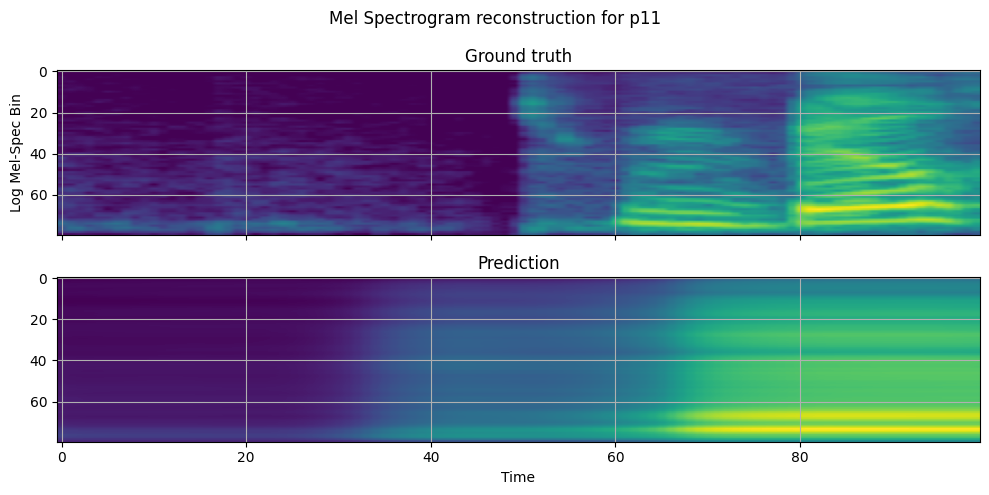 Mel Spectrogram reconstruction for p11
Ground truth
0
20
40
60
Log Mel-Spec Bin
Prediction
0
20
40
60
0 20 40 60 80
Time